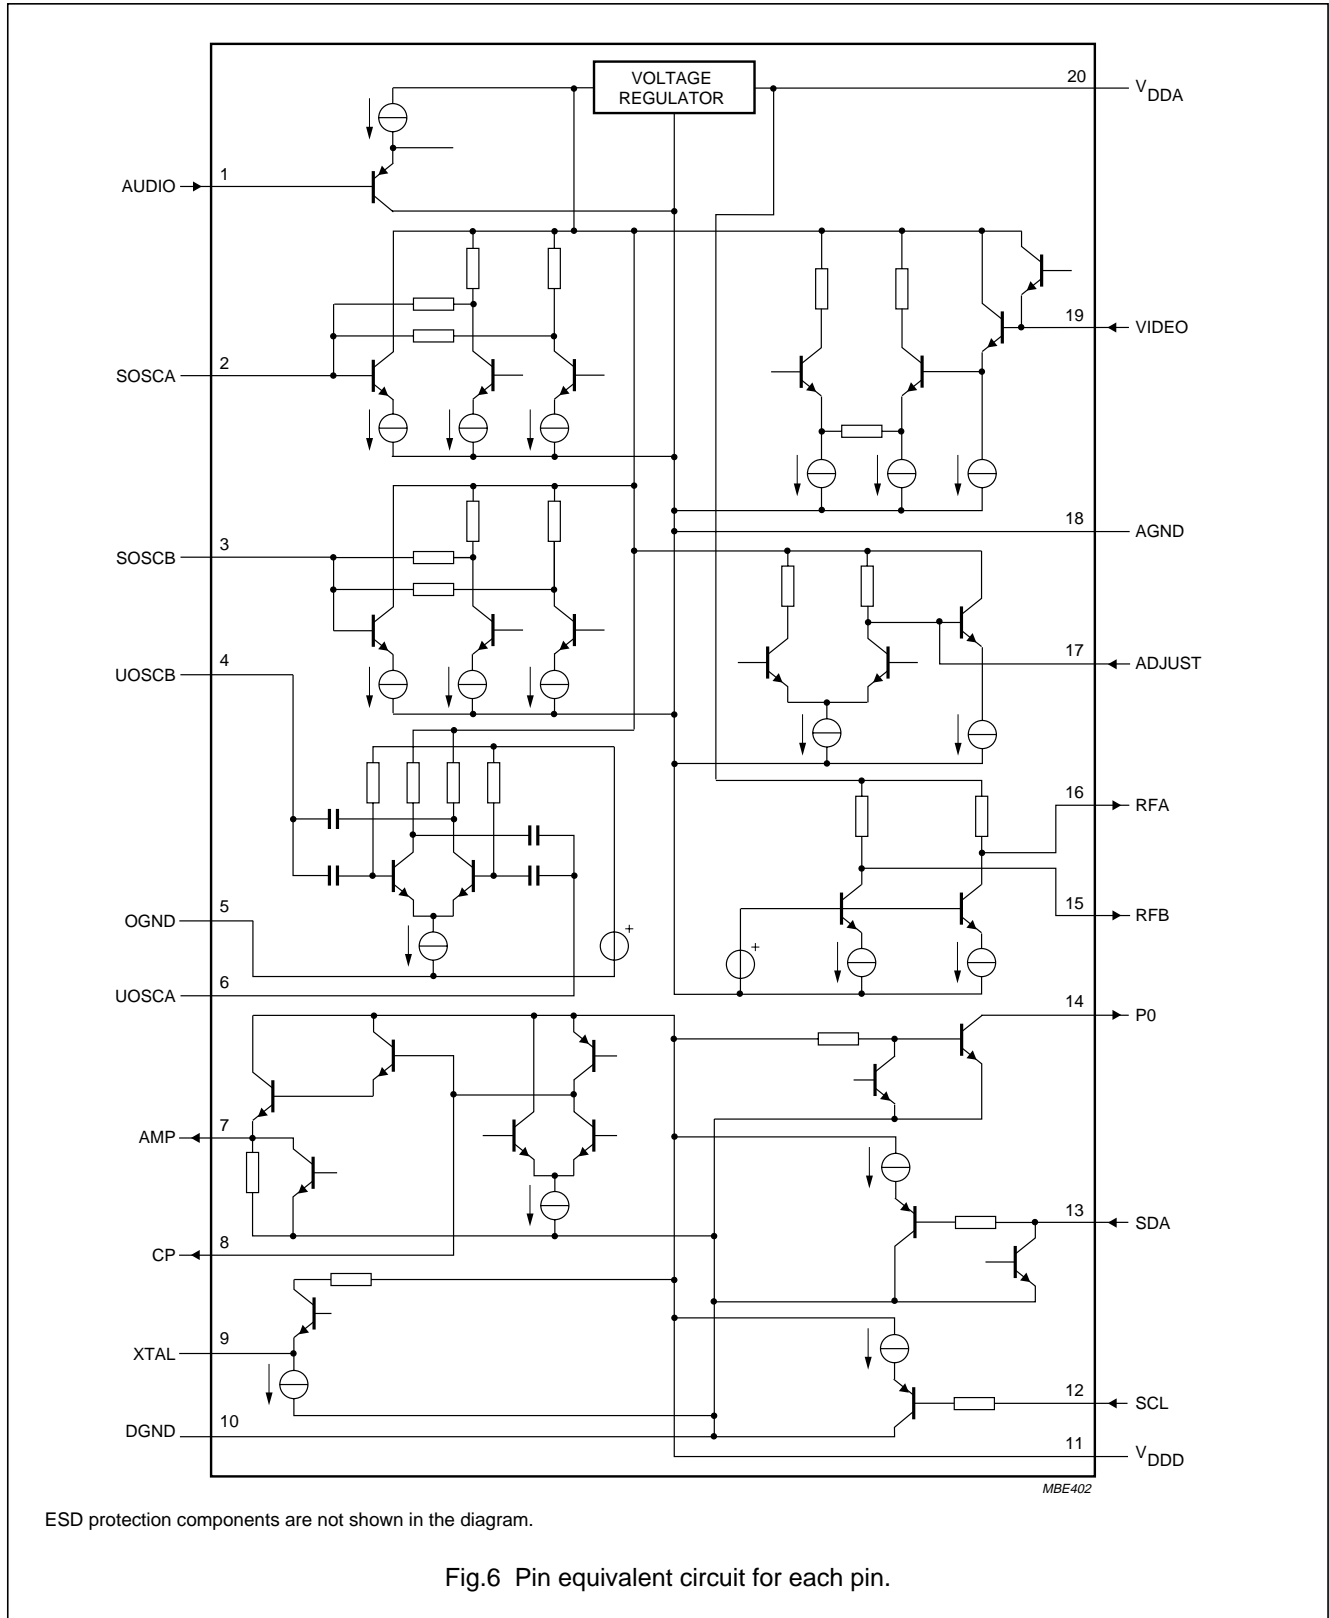 VOLTAGE
REGULATOR
20
VDDA
AUDIO
1
19
VIDEO
2
SOSCA
18
AGND
3
SOSCB
17
ADJUST
4
UOSCB
16
RFA
15
RFB
5
OGND
+
+
6
UOSCA
14
P0
7
AMP
13
SDA
8
CP
9
XTAL
12
SCL
10
DGND
11
VDDD
MBE402
ESD protection components are not shown in the diagram.
Fig.6 Pin equivalent circuit for each pin.